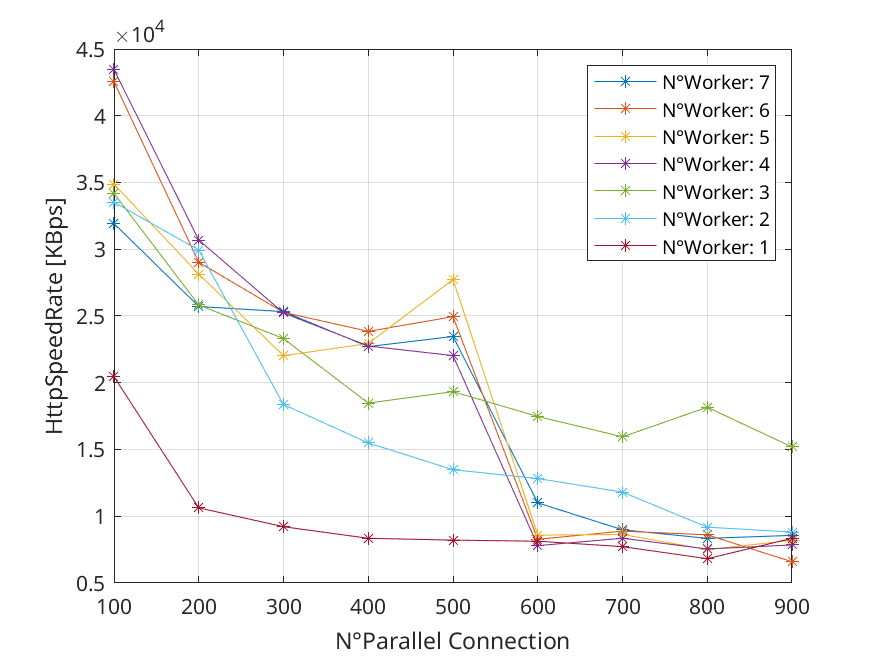 ×10⁴
4.5
4
3.5
3
2.5
2
1.5
1
0.5
HttpSpeedRate [KBps]
N°Worker: 7
N°Worker: 6
N°Worker: 5
N°Worker: 4
N°Worker: 3
N°Worker: 2
N°Worker: 1
100 200 300 400 500 600 700 800 900
N°Parallel Connection